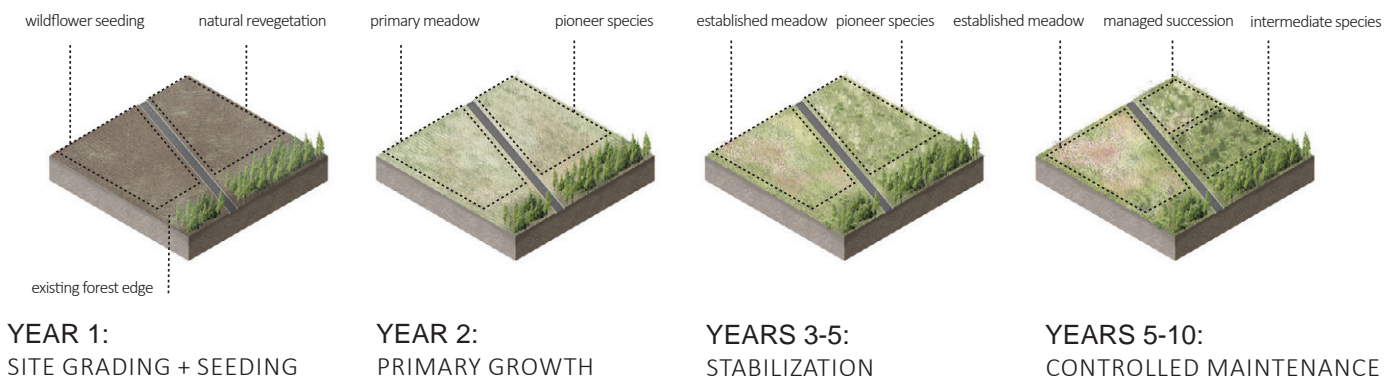 wildflower seeding
natural revegetation
primary meadow
pioneer species
established meadow
pioneer species
established meadow
managed succession
intermediate species
existing forest edge
YEAR 1:
SITE GRADING + SEEDING
YEAR 2:
PRIMARY GROWTH
YEARS 3-5:
STABILIZATION
YEARS 5-10:
CONTROLLED MAINTENANCE